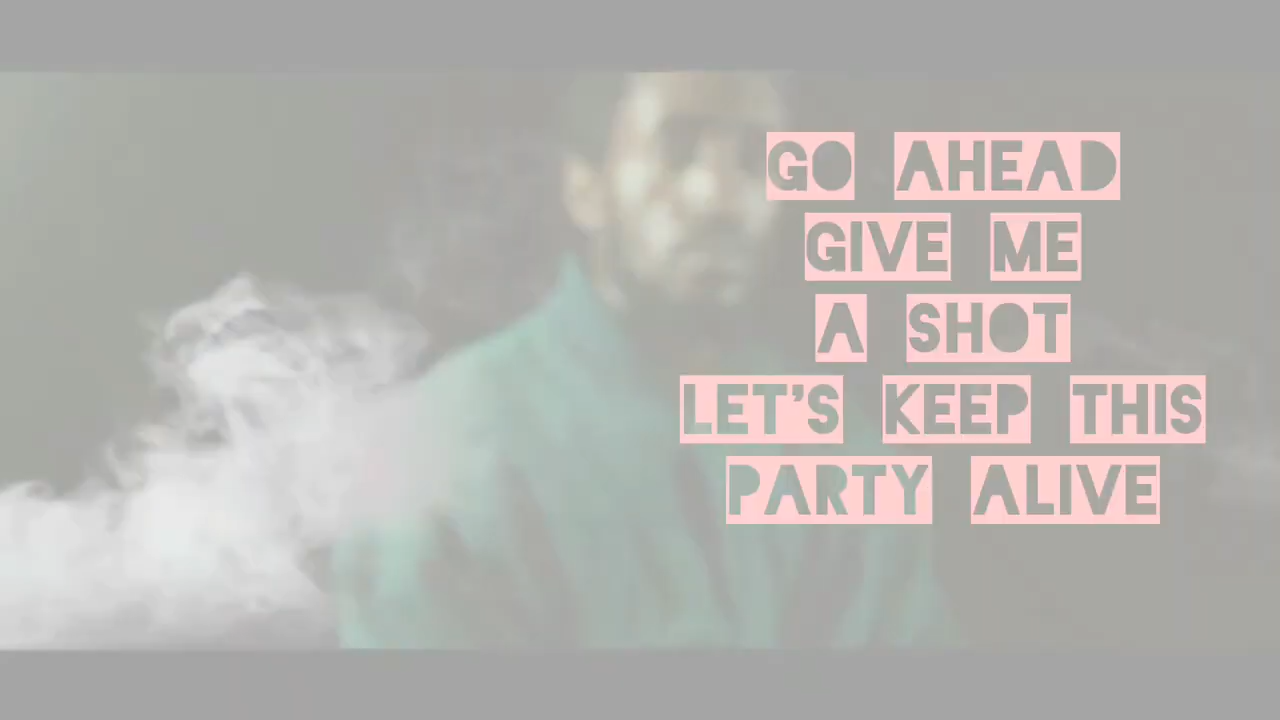 GO AHEAD
GIVE ME
A SHOT
LET'S KEEP THIS
PARTY ALIVE